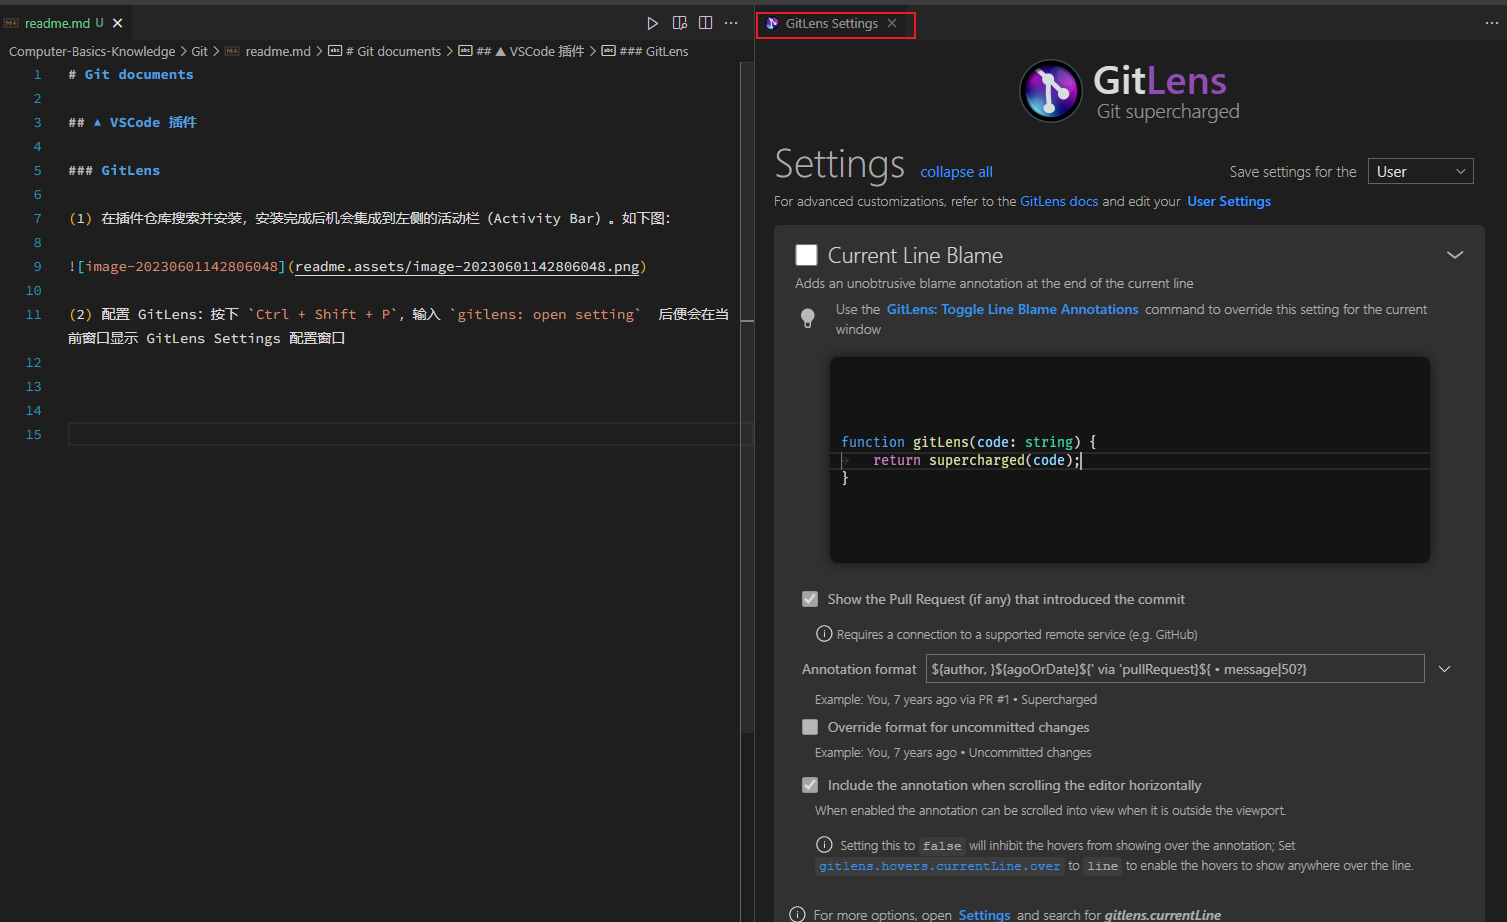 readme.md U
Computer-Basics-Knowledge > Git > readme.md > # Git documents > ## ▲ VSCode 插件 > ### GitLens
1 # Git documents
2
3 ## ▲ VSCode 插件
4
5 ### GitLens
6
7 (1) 在插件仓库搜索并安装，安装完成后机会集成到左侧的活动栏（Activity Bar）。如下图：
8
9 ![image-20230601142806048](readme.assets/image-20230601142806048.png)
10
11 (2) 配置 GitLens：按下 `Ctrl + Shift + P`，输入 `gitlens: open setting` 后便会在当
前窗口显示 GitLens Settings 配置窗口
12
13
14
15
GitLens Settings
GitLens
Git supercharged
Settings collapse all
Save settings for the User
For advanced customizations, refer to the GitLens docs and edit your User Settings
Current Line Blame
Adds an unobtrusive blame annotation at the end of the current line
Use the GitLens: Toggle Line Blame Annotations command to override this setting for the current
window
function gitLens(code: string) {
return supercharged(code);
}
Show the Pull Request (if any) that introduced the commit
Requires a connection to a supported remote service (e.g. GitHub)
Annotation format ${author, }${agoOrDate}${' via 'pullRequest}${ • message|50?}
Example: You, 7 years ago via PR #1 • Supercharged
Override format for uncommitted changes
Example: You, 7 years ago • Uncommitted changes
Include the annotation when scrolling the editor horizontally
When enabled the annotation can be scrolled into view when it is outside the viewport.
Setting this to false will inhibit the hovers from showing over the annotation; Set
gitlens.hovers.currentLine.over to line to enable the hovers to show anywhere over the line.
For more options, open Settings and search for gitlens.currentLine